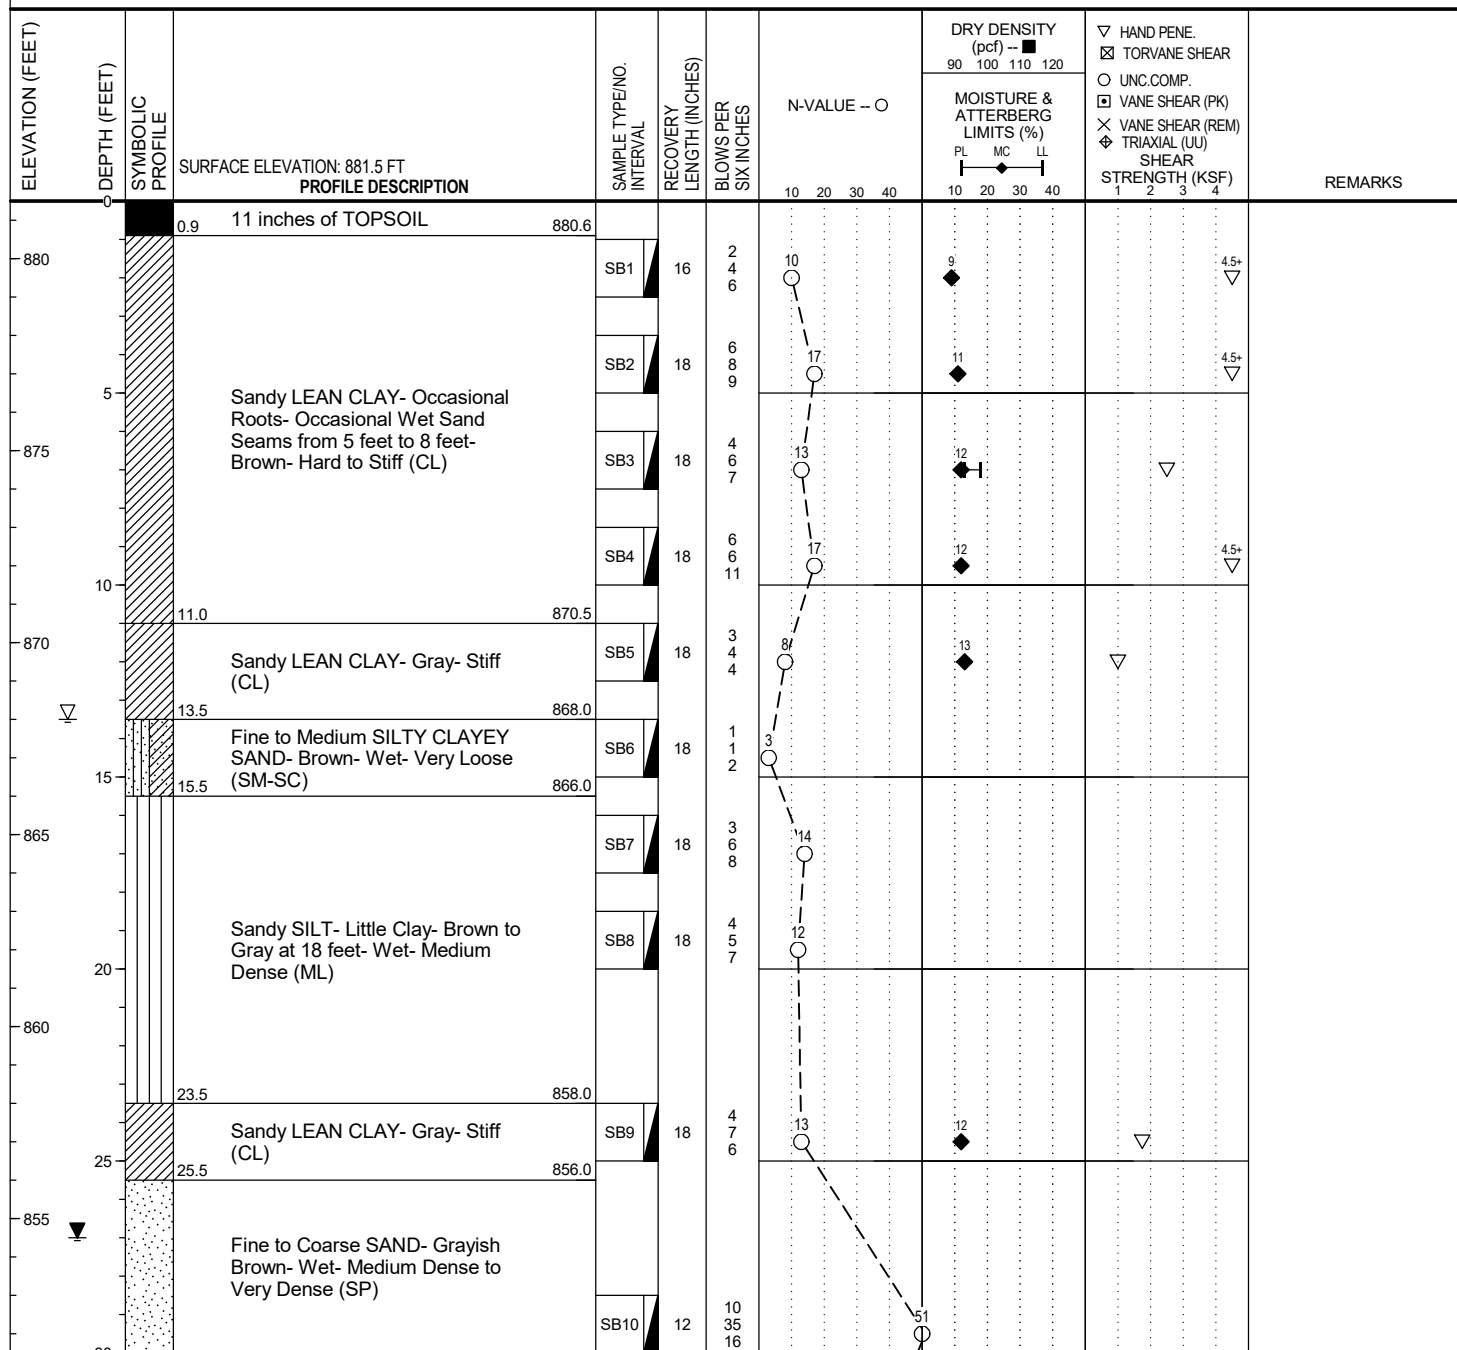 ELEVATION (FEET)
DEPTH (FEET)
SYMBOLIC
PROFILE
SURFACE ELEVATION: 881.5 FT
PROFILE DESCRIPTION
SAMPLE TYPE/NO.
INTERVAL
RECOVERY
LENGTH (INCHES)
BLOWS PER
SIX INCHES
N-VALUE --
10 20 30 40
DRY DENSITY
(pcf) --
90 100 110 120
MOISTURE &
ATTERBERG
LIMITS (%)
PL MC LL
10 20 30 40
HAND PENE.
TORVANE SHEAR
UNC.COMP.
VANE SHEAR (PK)
VANE SHEAR (REM)
TRIAXIAL (UU)
SHEAR
STRENGTH (KSF)
1 2 3 4
REMARKS
0
0.9 11 inches of TOPSOIL 880.6
880
SB1 16
2
4
6
10 9 4.5+
SB2 18
6
8
9
17 11 4.5+
5
Sandy LEAN CLAY- Occasional
Roots- Occasional Wet Sand
Seams from 5 feet to 8 feet-
Brown- Hard to Stiff (CL)
875
SB3 18
4
6
7
13 12
SB4 18
6
6
11
17 12 4.5+
10
11.0 870.5
870
Sandy LEAN CLAY- Gray- Stiff
(CL)
SB5 18
3
4
4
8 13
13.5 868.0
Fine to Medium SILTY CLAYEY
SAND- Brown- Wet- Very Loose
(SM-SC)
SB6 18
1
1
2
3
15
15.5 866.0
865
SB7 18
3
6
8
14
Sandy SILT- Little Clay- Brown to
Gray at 18 feet- Wet- Medium
Dense (ML)
SB8 18
4
5
7
12
20
860
23.5 858.0
Sandy LEAN CLAY- Gray- Stiff
(CL)
SB9 18
4
7
6
13 12
25
25.5 856.0
855
Fine to Coarse SAND- Grayish
Brown- Wet- Medium Dense to
Very Dense (SP)
SB10 12
10
35
16
51